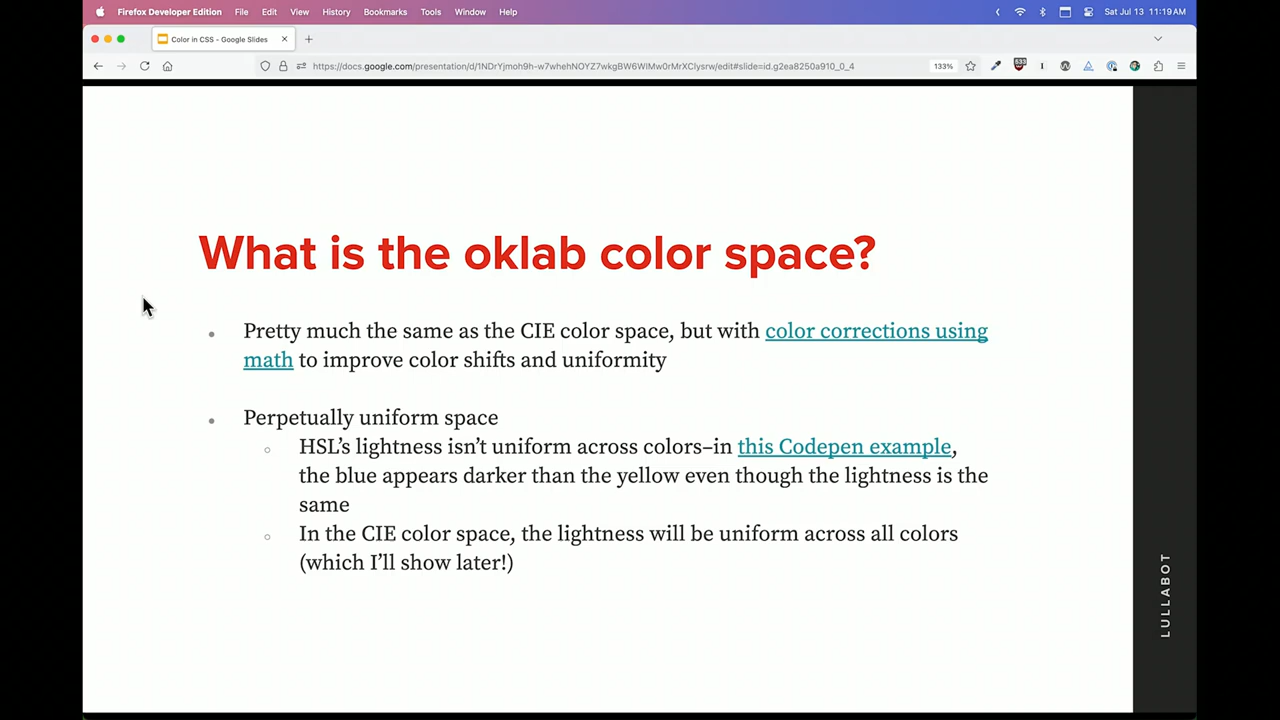 Firefox Developer Edition File Edit View History Bookmarks Tools Window Help Sat Jul 13 11:19 AM
Color in CSS - Google Slides
133%
533
What is the oklab color space?
Pretty much the same as the CIE color space, but with color corrections using
math to improve color shifts and uniformity
Perpetually uniform space
HSL's lightness isn't uniform across colors–in this Codepen example,
the blue appears darker than the yellow even though the lightness is the
same
In the CIE color space, the lightness will be uniform across all colors
(which I'll show later!)
LULLABOT